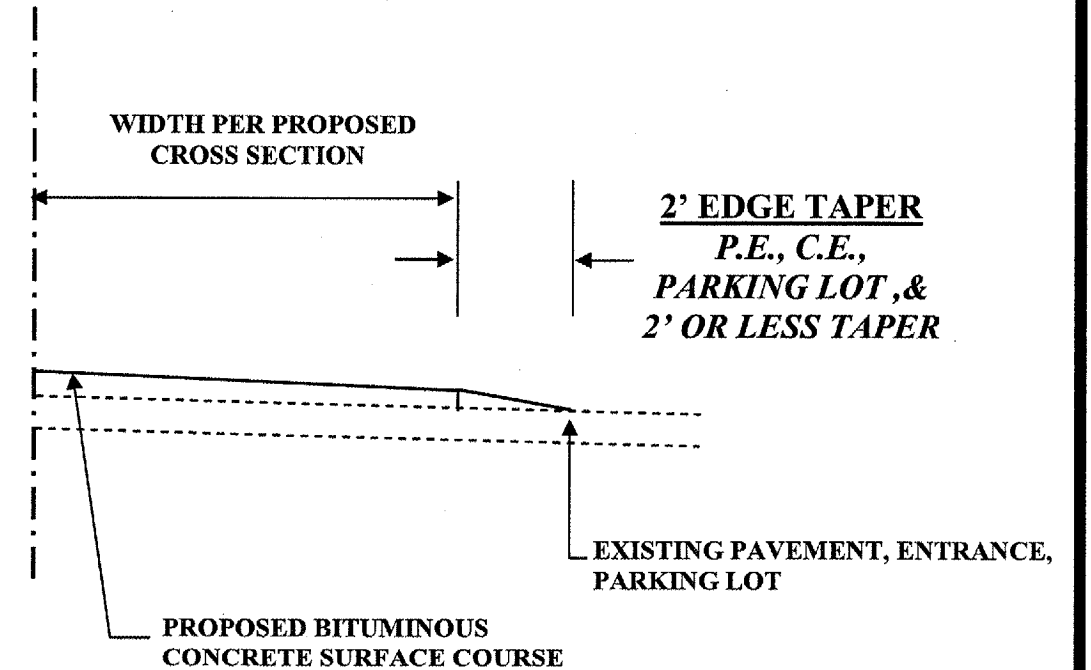 WIDTH PER PROPOSED
CROSS SECTION
2' EDGE TAPER
P.E., C.E.,
PARKING LOT ,&
2' OR LESS TAPER
EXISTING PAVEMENT, ENTRANCE,
PARKING LOT
PROPOSED BITUMINOUS
CONCRETE SURFACE COURSE